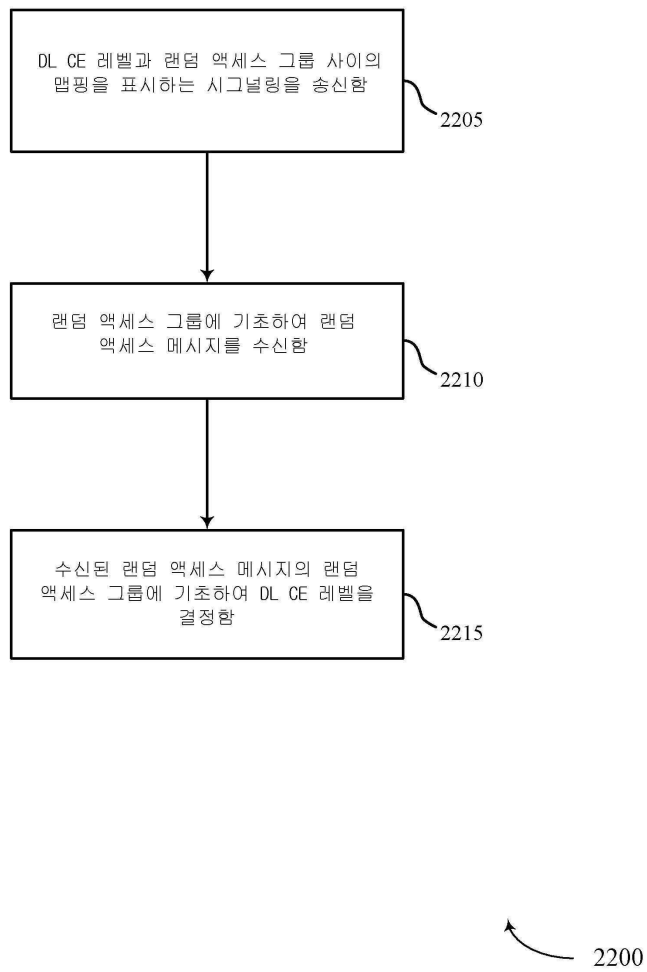 DL CE 레벨과 랜덤 액세스 그룹 사이의
맵핑을 표시하는 시그널링을 송신함
2205
랜덤 액세스 그룹에 기초하여 랜덤
액세스 메시지를 수신함
2210
수신된 랜덤 액세스 메시지의 랜덤
액세스 그룹에 기초하여 DL CE 레벨을
결정함
2215
2200